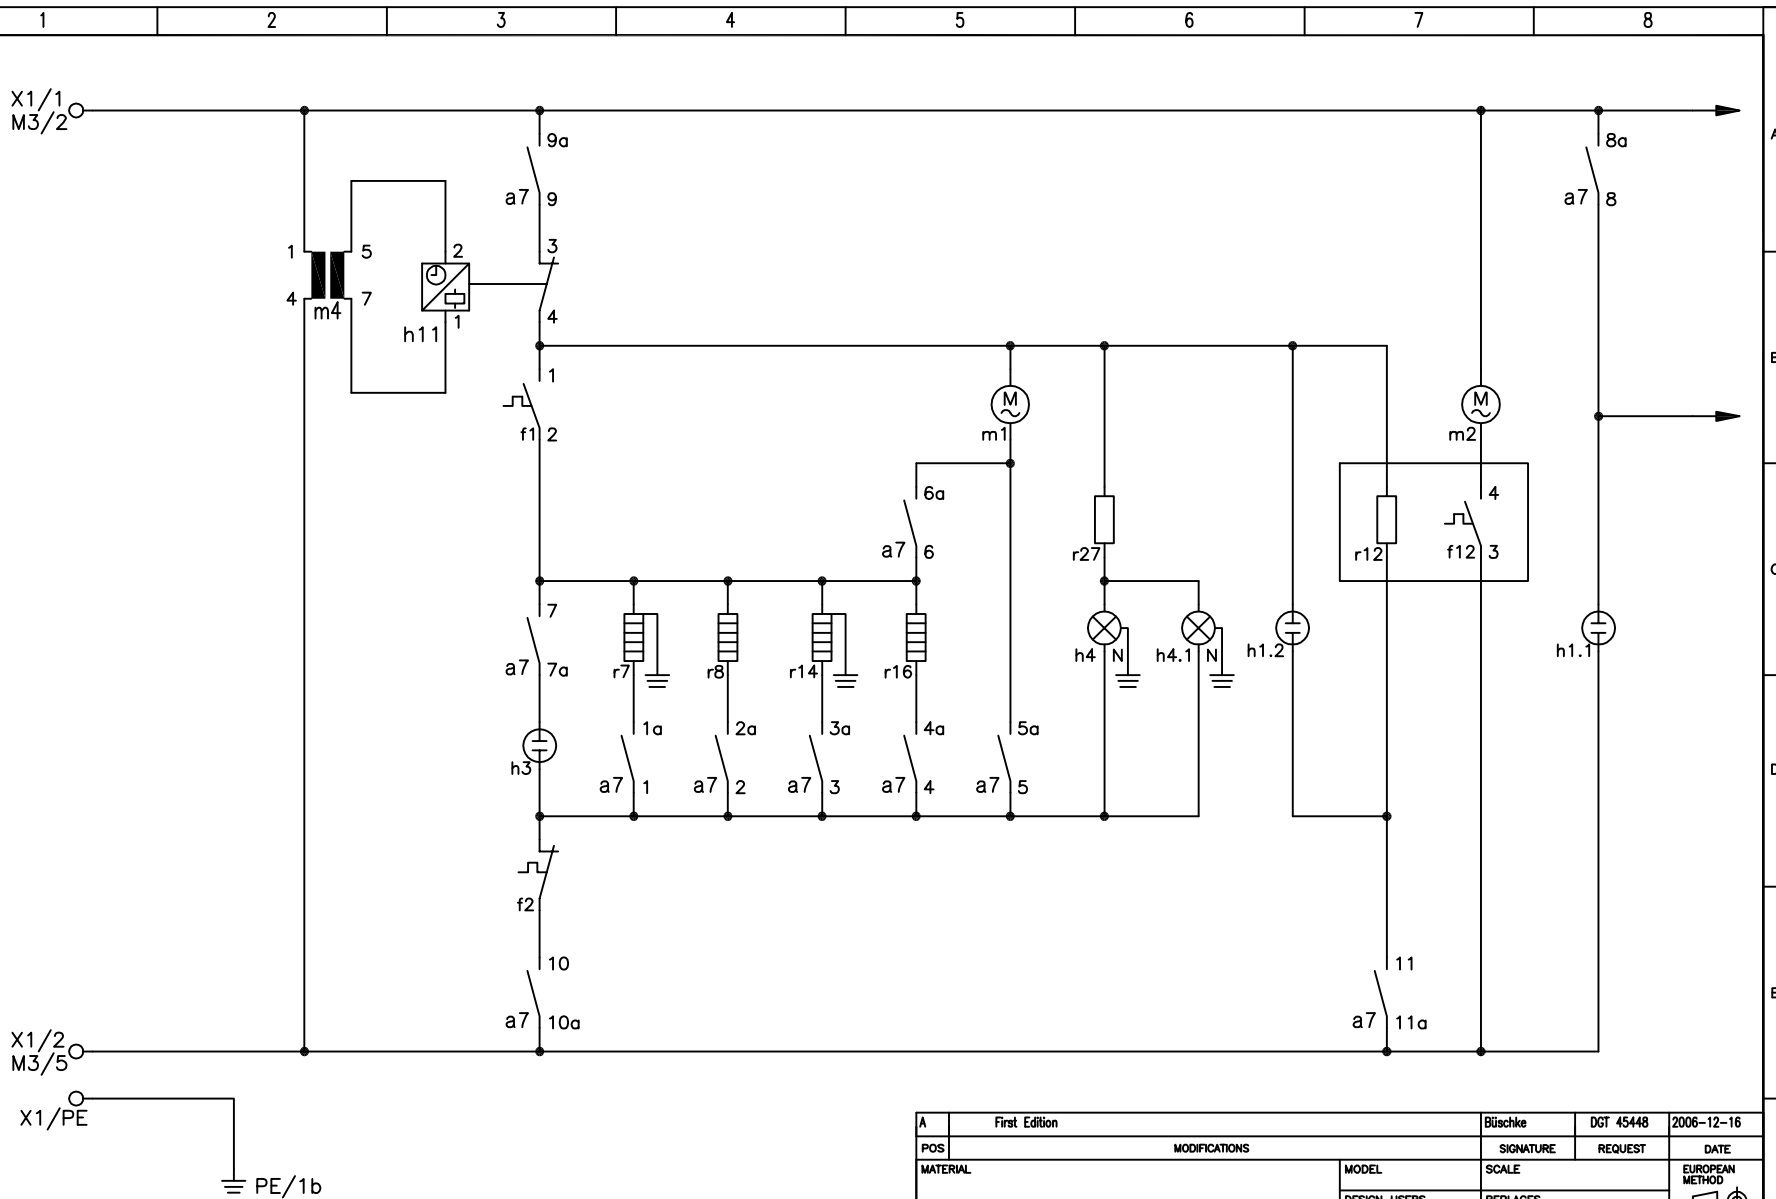 1 2 3 4 5 6 7 8
X1/1
M3/2
A
9a
8a
a7 9
a7 8
1 5 2 3
4 7
m4
1 4
h11
B
1
M M
f1 2
m1
m2
6a
4
a7 6
r27
r12
f12 3
C
7
a7 7a
r7
r8
r14
r16
h4 N
h4.1 N
h1.2
h1.1
1a 2a 3a 4a 5a
h3
D
a7 1
a7 2
a7 3
a7 4
a7 5
f2
10
11
E
a7 10a
a7 11a
X1/2
M3/5
X1/PE
PE/1b
A First Edition Büschke DGT 45448 2006-12-16
POS MODIFICATIONS SIGNATURE REQUEST DATE
MATERIAL MODEL SCALE EUROPEAN
METHOD
DESIGN USERS REPLACES